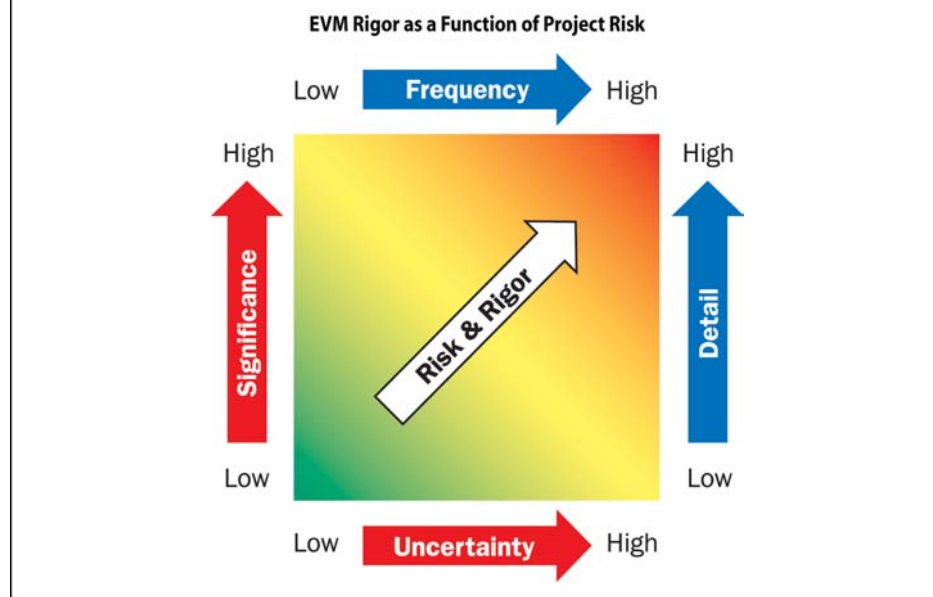 EVM Rigor as a Function of Project Risk
Low Frequency High
High High
Significance
Risk & Rigor
Detail
Low Low
Low Uncertainty High